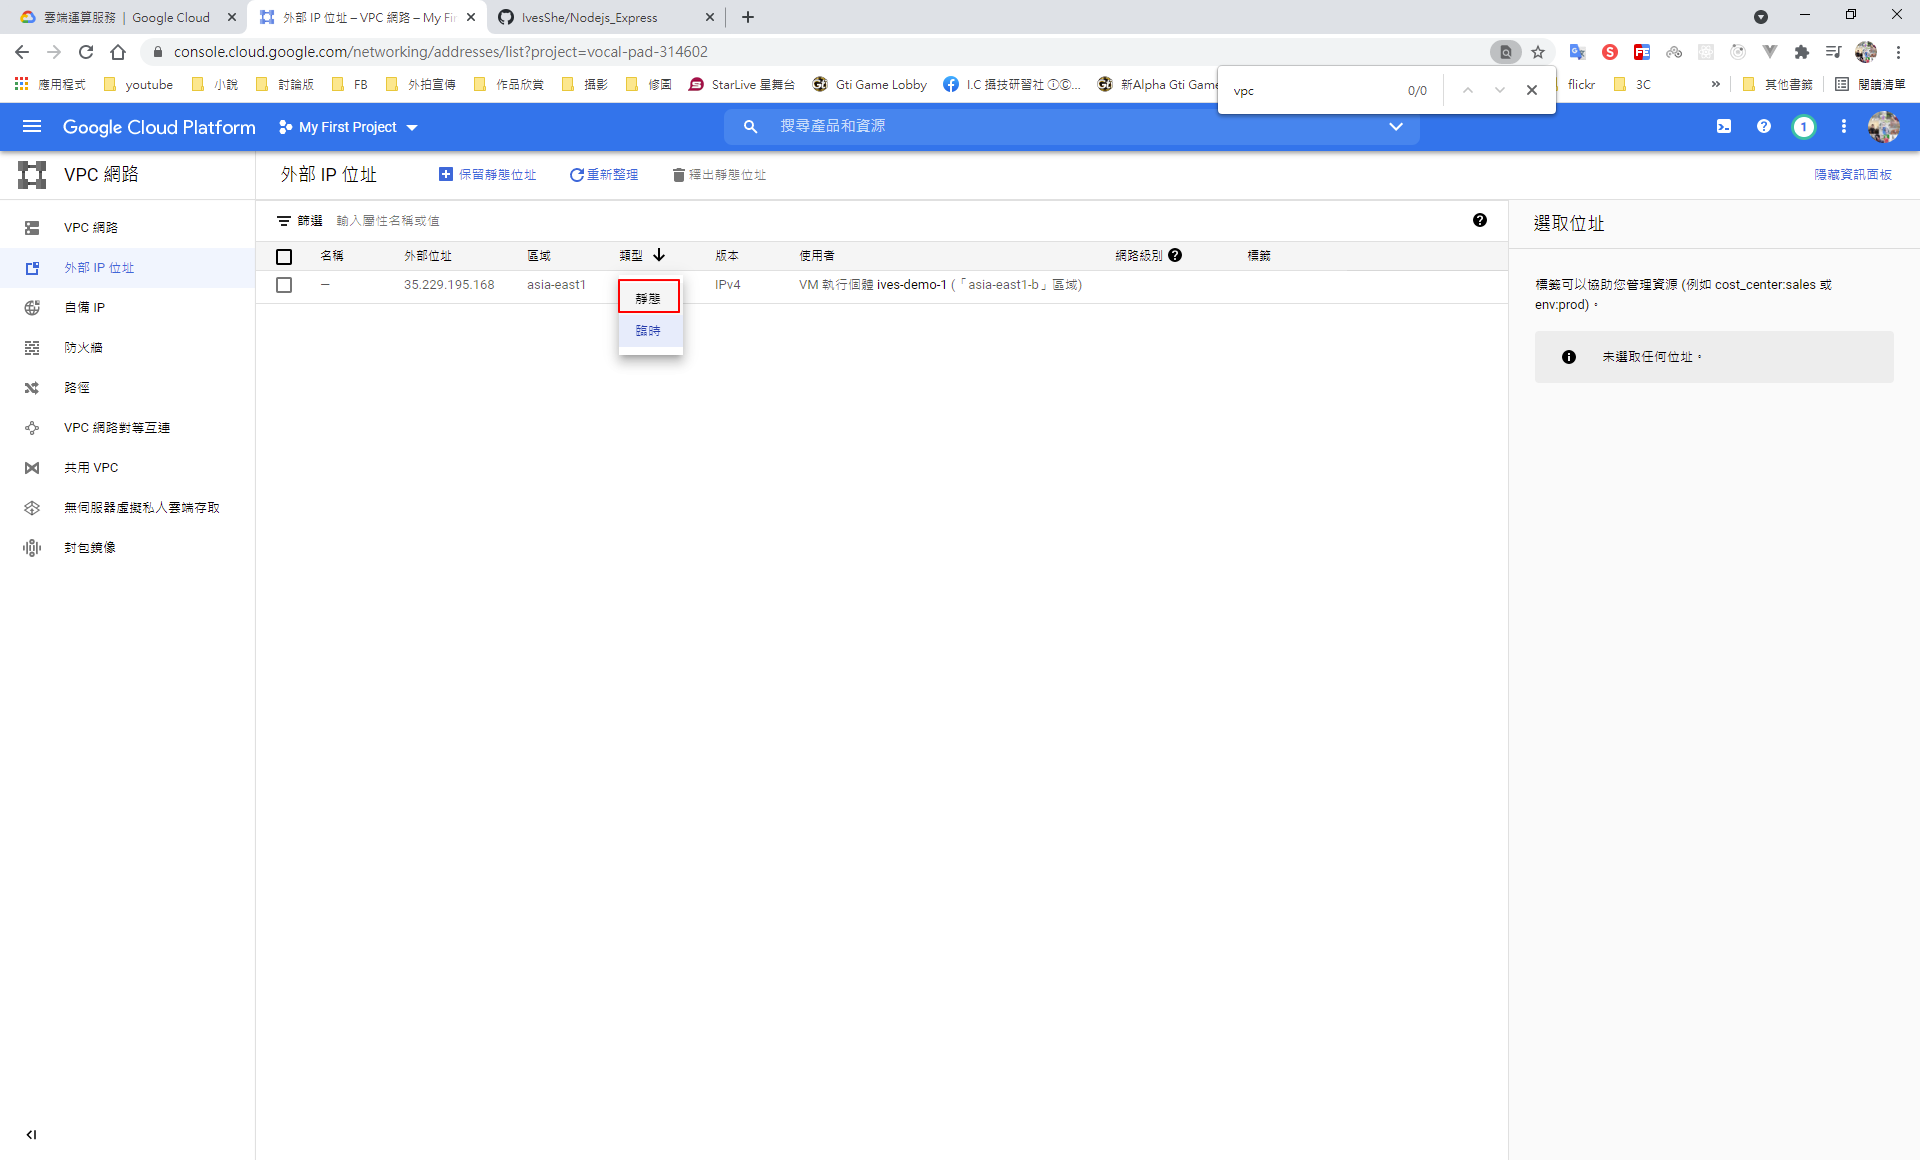 雲端運算服務 | Google Cloud
外部 IP 位址 – VPC 網路 – My Fir
IvesShe/Nodejs_Express
console.cloud.google.com/networking/addresses/list?project=vocal-pad-314602
應用程式
youtube
小說
討論版
FB
外拍宣傳
作品欣賞
攝影
修圖
StarLive 星舞台
Gti Game Lobby
I.C 攝技研習社 ⓘⒸ...
新Alpha Gti Game
flickr
3C
»
其他書籤
閱讀清單
vpc
0/0
Google Cloud Platform
My First Project
搜尋產品和資源
1
VPC 網路
外部 IP 位址
保留靜態位址
重新整理
釋出靜態位址
隱藏資訊面板
VPC 網路
外部 IP 位址
自備 IP
防火牆
路徑
VPC 網路對等互連
共用 VPC
無伺服器虛擬私人雲端存取
封包鏡像
篩選
輸入屬性名稱或值
名稱
外部位址
區域
類型
版本
使用者
網路級別
標籤
—
35.229.195.168
asia-east1
靜態
臨時
IPv4
VM 執行個體 ives-demo-1 (「asia-east1-b」區域)
選取位址
標籤可以協助您管理資源 (例如 cost_center:sales 或
env:prod)。
未選取任何位址。